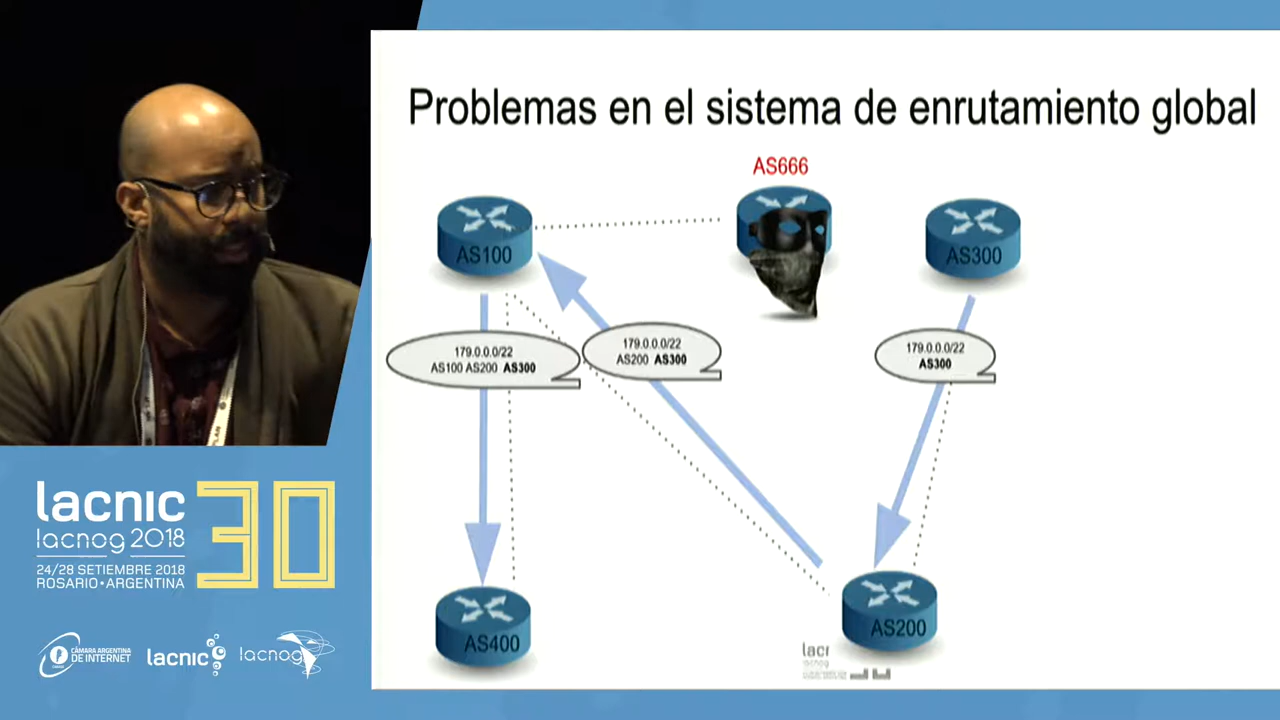 Problemas en el sistema de enrutamiento global
AS666
AS100
AS300
179.0.0.0/22
AS100 AS200 AS300
179.0.0.0/22
AS200 AS300
179.0.0.0/22
AS300
AS400
AS200
lacnic
lacnog 2018
30
24/28 SETIEMBRE 2018
ROSARIO•ARGENTINA
CÁMARA ARGENTINA
DE INTERNET
lacnic
lacnog